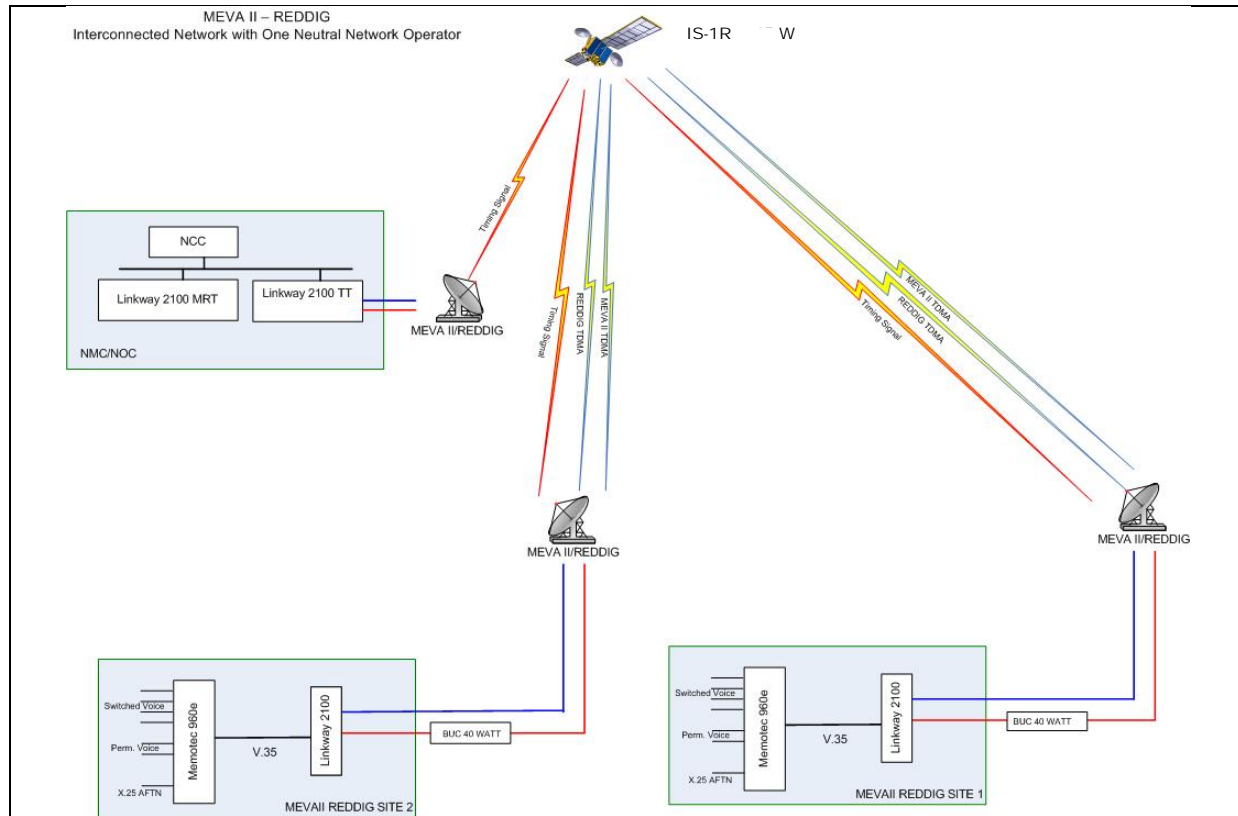 MEVA II – REDDIG
Interconnected Network with One Neutral Network Operator
IS-1R W
Timing Signal
Timing Signal
REDDIG TDMA
MEVA II TDMA
MEVA II TDMA
REDDIG TDMA
Timing Signal
NCC
Linkway 2100 MRT
Linkway 2100 TT
NMC/NOC
MEVA II/REDDIG
MEVA II/REDDIG
MEVA II/REDDIG
Switched Voice
Perm. Voice
X.25 AFTN
Memotec 960e
V.35
Linkway 2100
BUC 40 WATT
MEVAII REDDIG SITE 2
Switched Voice
Perm. Voice
X.25 AFTN
Memotec 960e
V.35
Linkway 2100
BUC 40 WATT
MEVAII REDDIG SITE 1